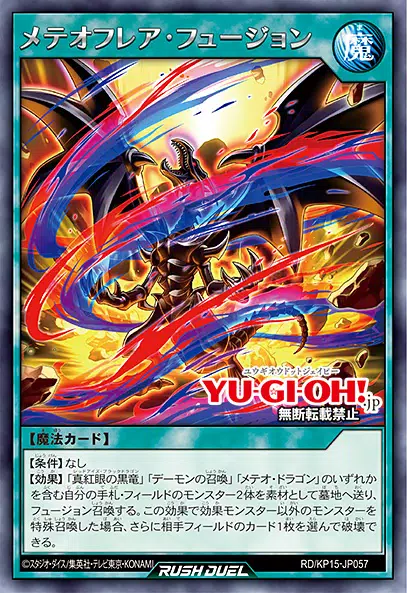 メテオフレア・フュージョン
魔
ユウギオウドットジェイピー
YU-GI-OH!.jp
無断転載禁止
【魔法カード】
【条件】なし
【効果】「真紅眼の黒竜」「デーモンの召喚」「メテオ・ドラゴン」のいずれか
を含む自分の手札・フィールドのモンスター2体を素材として墓地へ送り、
フュージョン召喚する。この効果で効果モンスター以外のモンスターを
特殊召喚した場合、さらに相手フィールドのカード1枚を選んで破壊で
きる。
©スタジオ・ダイス/集英社・テレビ東京・KONAMI
RUSH DUEL
RD/KP15-JP057